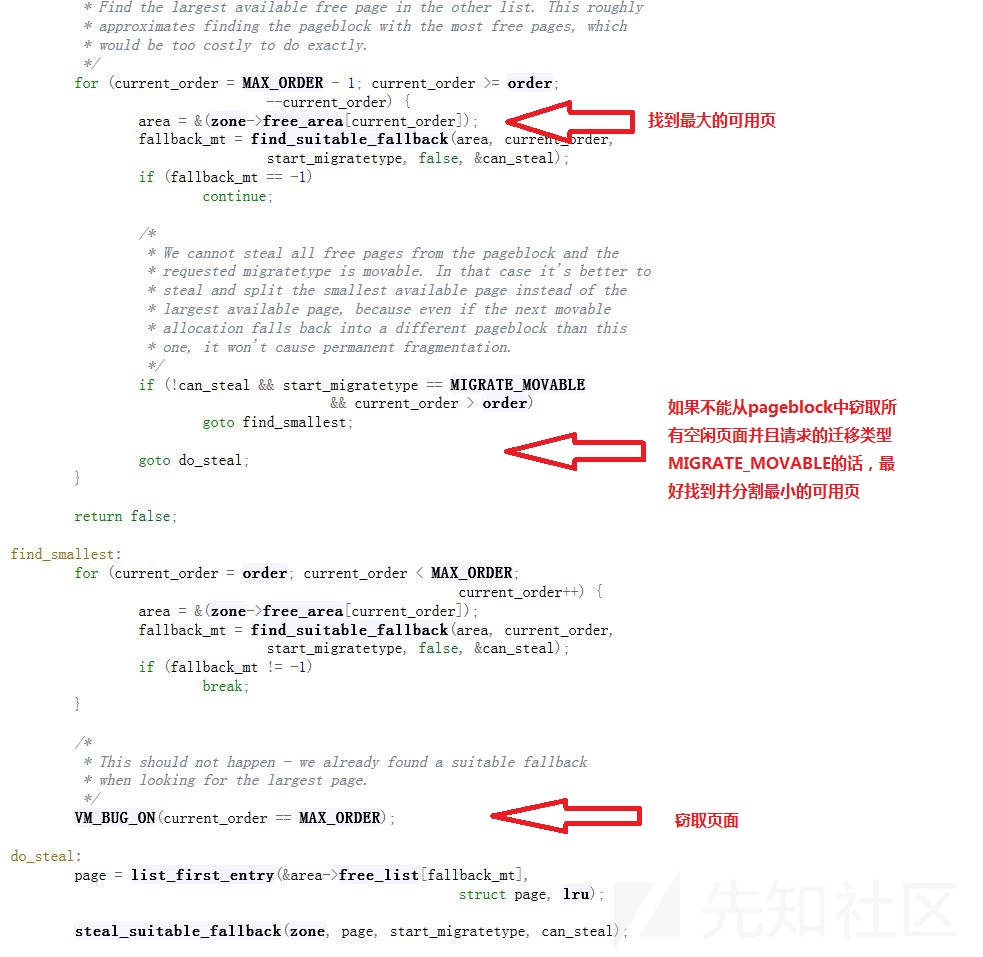 * Find the largest available free page in the other list. This roughly
* approximates finding the pageblock with the most free pages, which
* would be too costly to do exactly.
*/
for (current_order = MAX_ORDER - 1; current_order >= order;
--current_order) {
area = &(zone->free_area[current_order]);
找到最大的可用页
fallback_mt = find_suitable_fallback(area, current_order,
start_migratetype, false, &can_steal);
if (fallback_mt == -1)
continue;
/*
* We cannot steal all free pages from the pageblock and the
* requested migratetype is movable. In that case it's better to
* steal and split the smallest available page instead of the
* largest available page, because even if the next movable
* allocation falls back into a different pageblock than this
* one, it won't cause permanent fragmentation.
*/
if (!can_steal && start_migratetype == MIGRATE_MOVABLE
&& current_order > order)
goto find_smallest;
goto do_steal;
}
如果不能从pageblock中窃取所
有空闲页面并且请求的迁移类型
MIGRATE_MOVABLE的话，最
好找到并分割最小的可用页
return false;
find_smallest:
for (current_order = order; current_order < MAX_ORDER;
current_order++) {
area = &(zone->free_area[current_order]);
fallback_mt = find_suitable_fallback(area, current_order,
start_migratetype, false, &can_steal);
if (fallback_mt != -1)
break;
}
/*
* This should not happen - we already found a suitable fallback
* when looking for the largest page.
*/
VM_BUG_ON(current_order == MAX_ORDER);
窃取页面
do_steal:
page = list_first_entry(&area->free_list[fallback_mt],
struct page, lru);
steal_suitable_fallback(zone, page, start_migratetype, can_steal);
先知社区